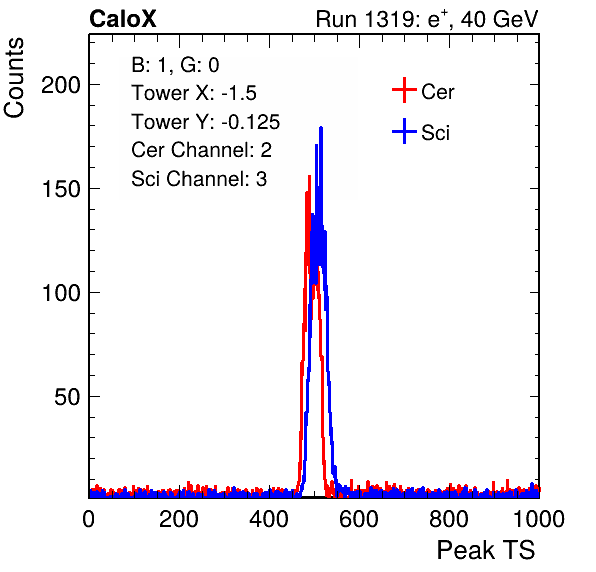 CaloX Run 1319: e+, 40 GeV
Counts
B: 1, G: 0
Tower X: -1.5
Tower Y: -0.125
Cer Channel: 2
Sci Channel: 3
Cer
Sci
200
150
100
50
0 200 400 600 800 1000
Peak TS